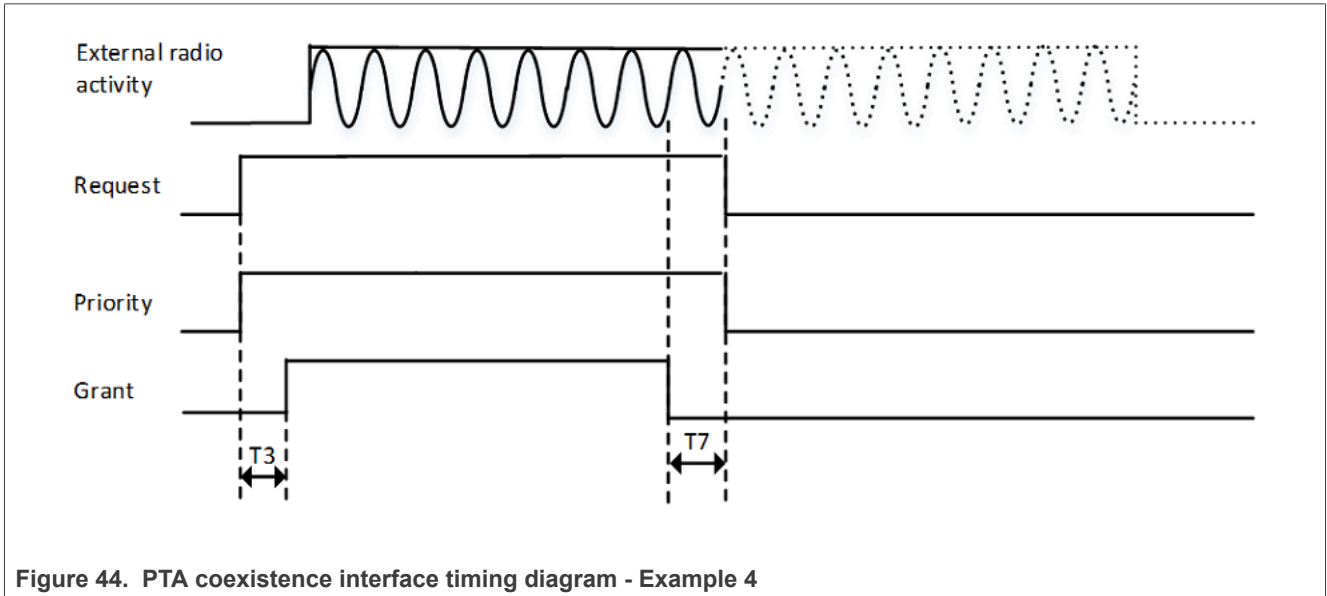 External radio
activity
Request
Priority
Grant
T3
T7
Figure 44. PTA coexistence interface timing diagram - Example 4